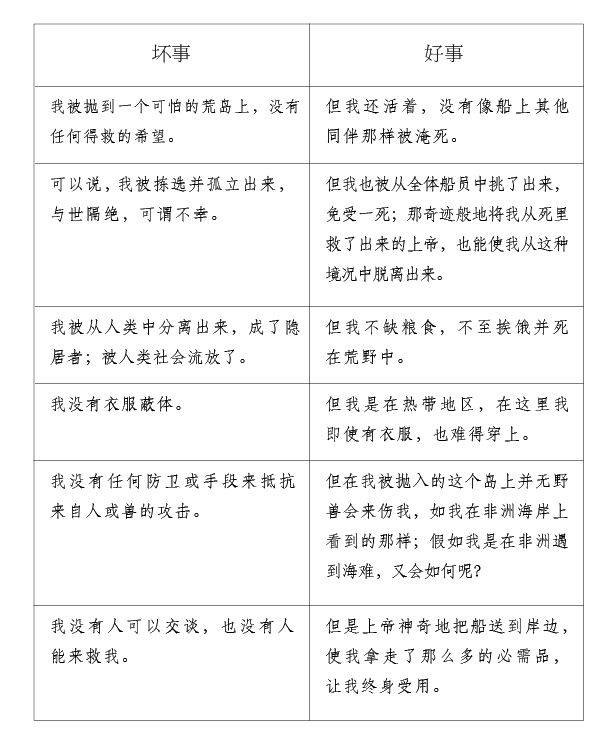 坏事
好事
我被抛到一个可怕的荒岛上，没有
任何得救的希望。
但我还活着，没有像船上其他
同伴那样被淹死。
可以说，我被拣选并孤立出来，
与世隔绝，可谓不幸。
但我也被从全体船员中挑了出来，
免受一死；那奇迹般地将我从死里
救了出来的上帝，也能使我从这种
境况中脱离出来。
我被从人类中分离出来，成了隐
居者；被人类社会流放了。
但我不缺粮食，不至挨饿并死
在荒野中。
我没有衣服蔽体。
但我是在热带地区，在这里我
即使有衣服，也难得穿上。
我没有任何防卫或手段来抵抗
来自人或兽的攻击。
但在我被抛入的这个岛上并无野
兽会来伤我，如我在非洲海岸上
看到的那样；假如我是在非洲遇
到海难，又会如何呢？
我没有人可以交谈，也没有人
能来救我。
但是上帝神奇地把船送到岸边，
使我拿走了那么多的必需品，
让我终身受用。